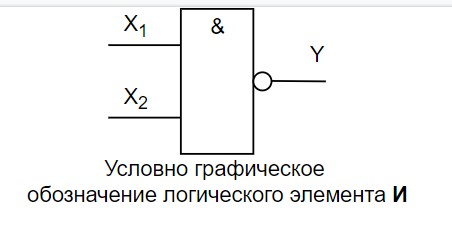 X1
&
Y
X2
Условно графическое
обозначение логического элемента И